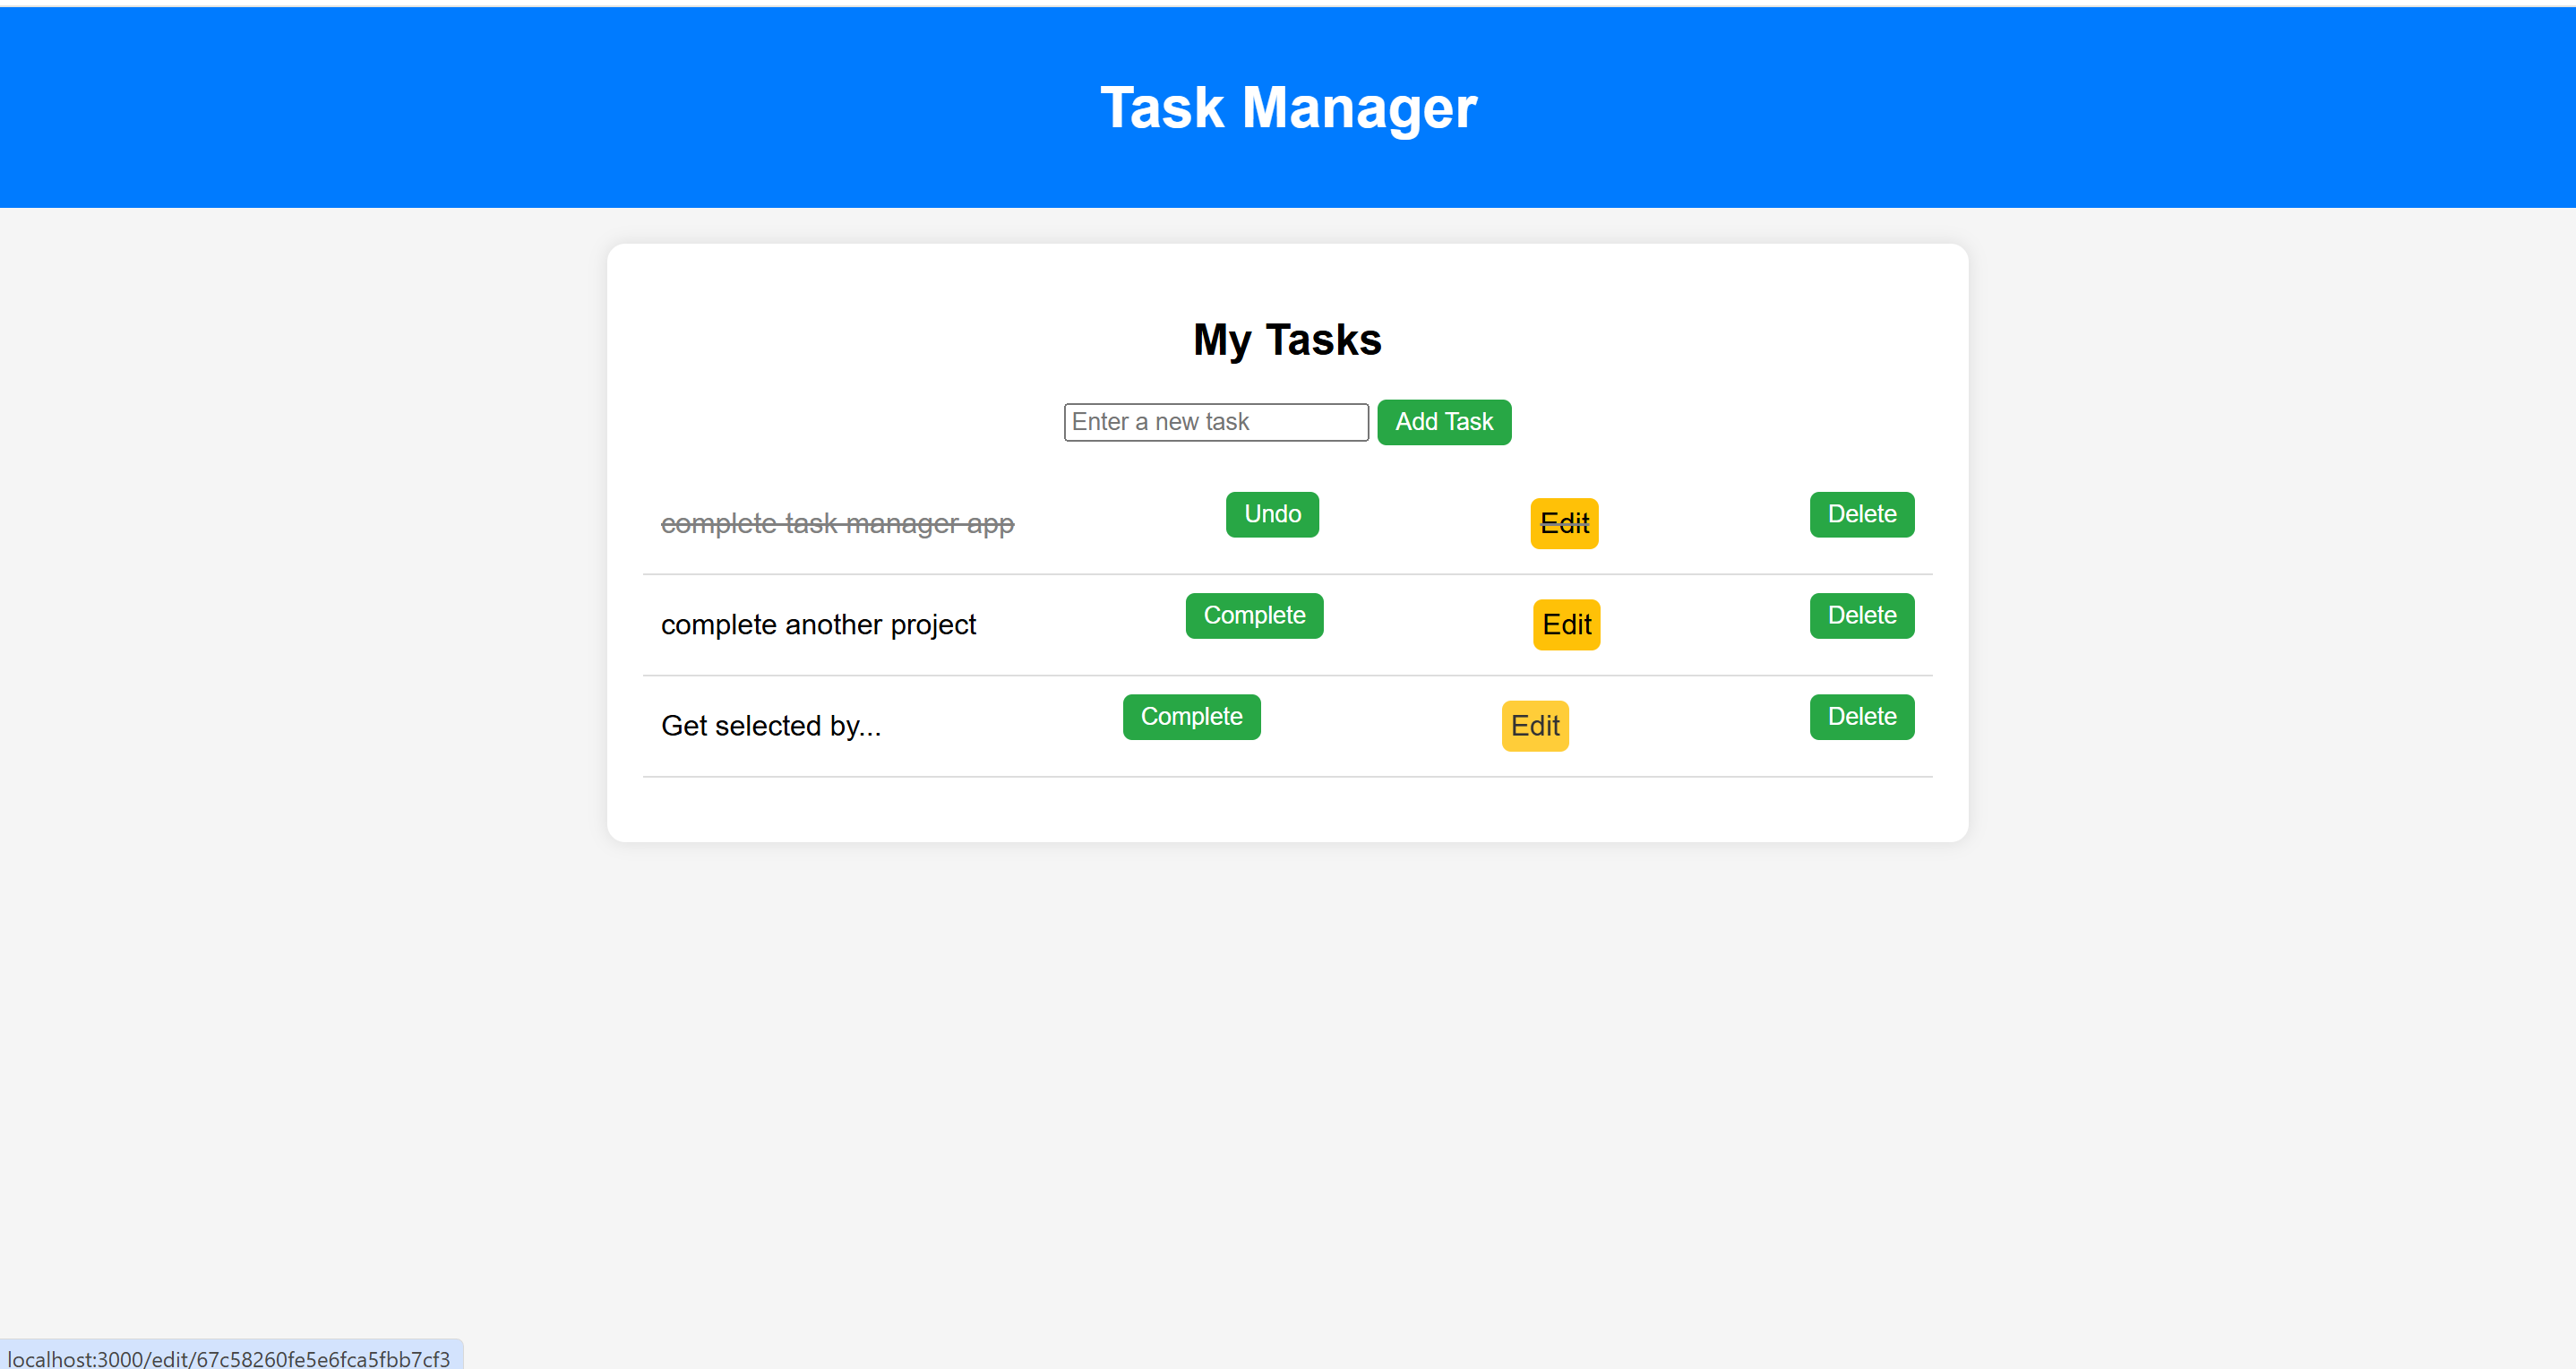 Task Manager
My Tasks
Enter a new task Add Task
complete task manager app Undo Edit Delete
complete another project Complete Edit Delete
Get selected by... Complete Edit Delete
localhost:3000/edit/67c58260fe5e6fca5fbb7cf3